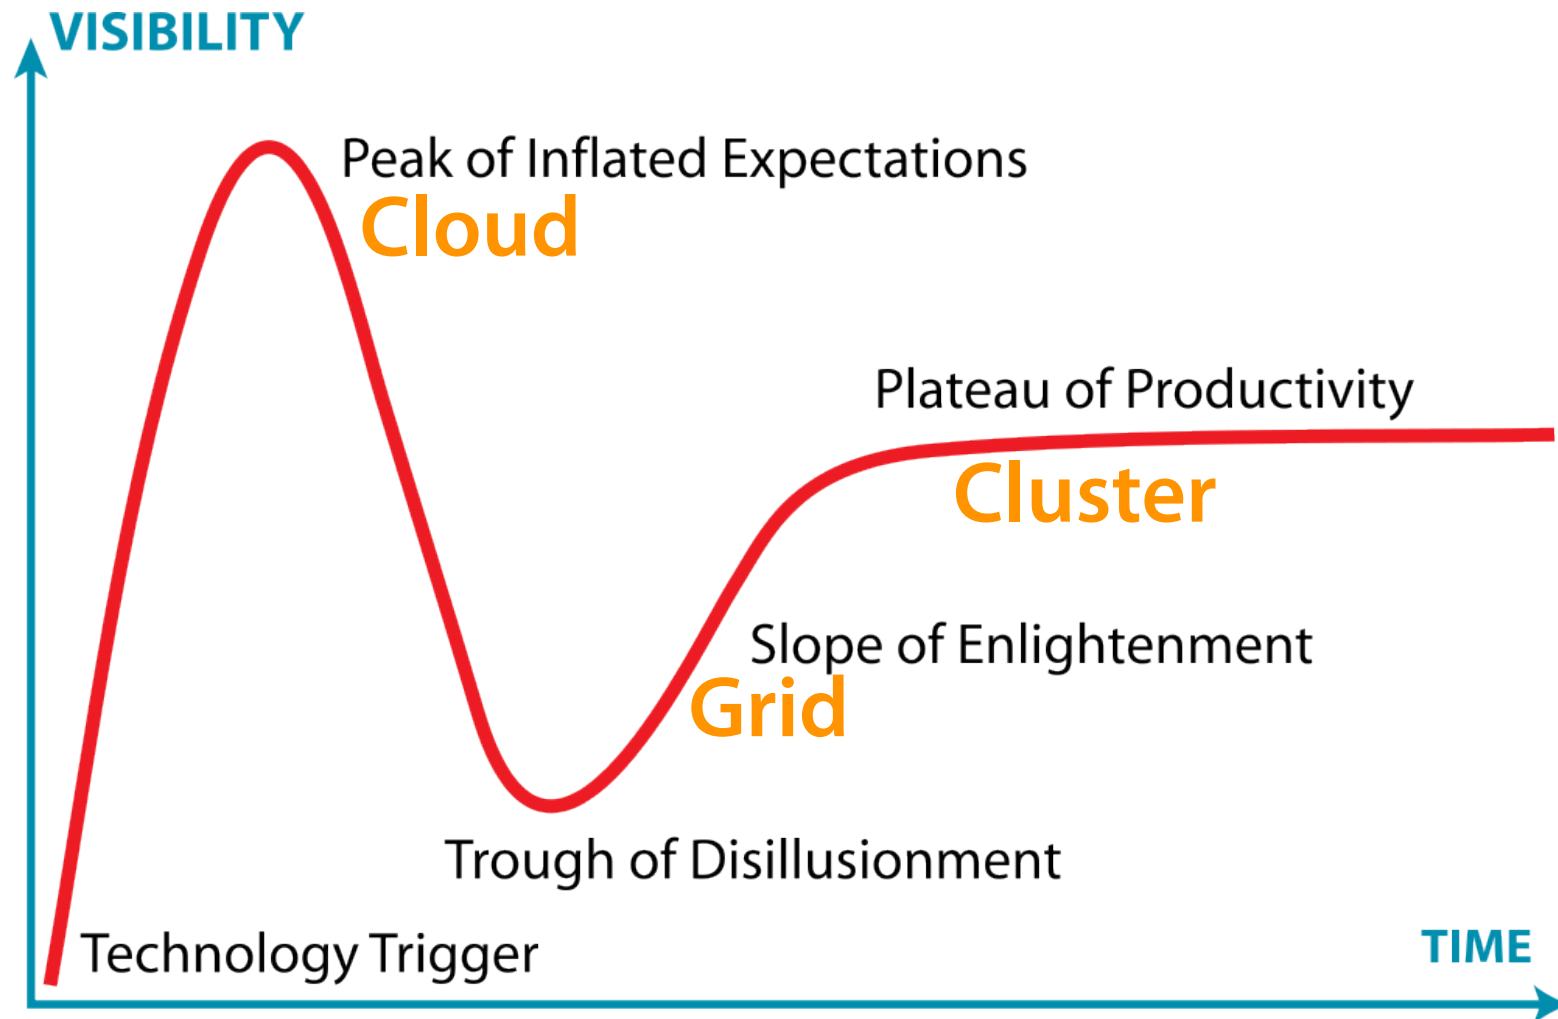 VISIBILITY
Peak of Inflated Expectations
Cloud
Plateau of Productivity
Cluster
Slope of Enlightenment
Grid
Trough of Disillusionment
Technology Trigger
TIME